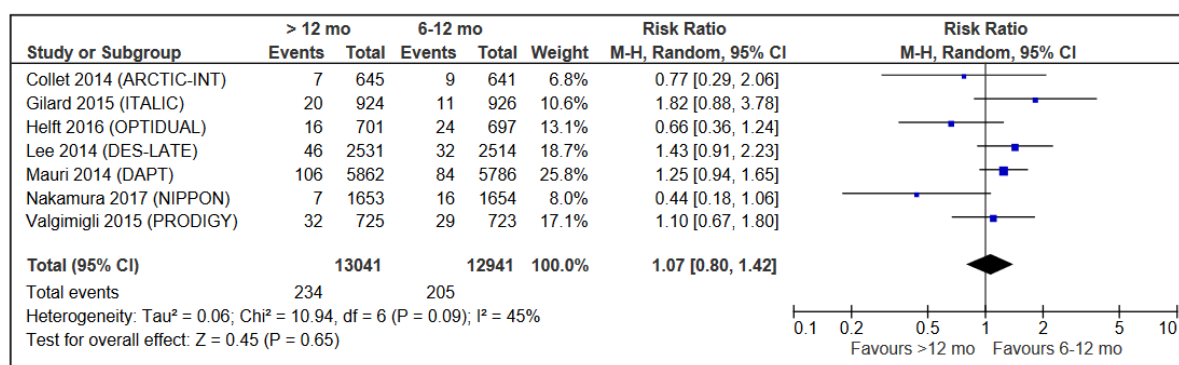 > 12 mo 6-12 mo Risk Ratio Risk Ratio
Study or Subgroup Events Total Events Total Weight M-H, Random, 95% CI M-H, Random, 95% CI
Collet 2014 (ARCTIC-INT) 7 645 9 641 6.8% 0.77 [0.29, 2.06]
Gilard 2015 (ITALIC) 20 924 11 926 10.6% 1.82 [0.88, 3.78]
Helft 2016 (OPTIDUAL) 16 701 24 697 13.1% 0.66 [0.36, 1.24]
Lee 2014 (DES-LATE) 46 2531 32 2514 18.7% 1.43 [0.91, 2.23]
Mauri 2014 (DAPT) 106 5862 84 5786 25.8% 1.25 [0.94, 1.65]
Nakamura 2017 (NIPPON) 7 1653 16 1654 8.0% 0.44 [0.18, 1.06]
Valgimigli 2015 (PRODIGY) 32 725 29 723 17.1% 1.10 [0.67, 1.80]
Total (95% CI) 13041 12941 100.0% 1.07 [0.80, 1.42]
Total events 234 205
Heterogeneity: Tau² = 0.06; Chi² = 10.94, df = 6 (P = 0.09); I² = 45%
Test for overall effect: Z = 0.45 (P = 0.65)
0.1 0.2 0.5 1 2 5 10
Favours >12 mo Favours 6-12 mo